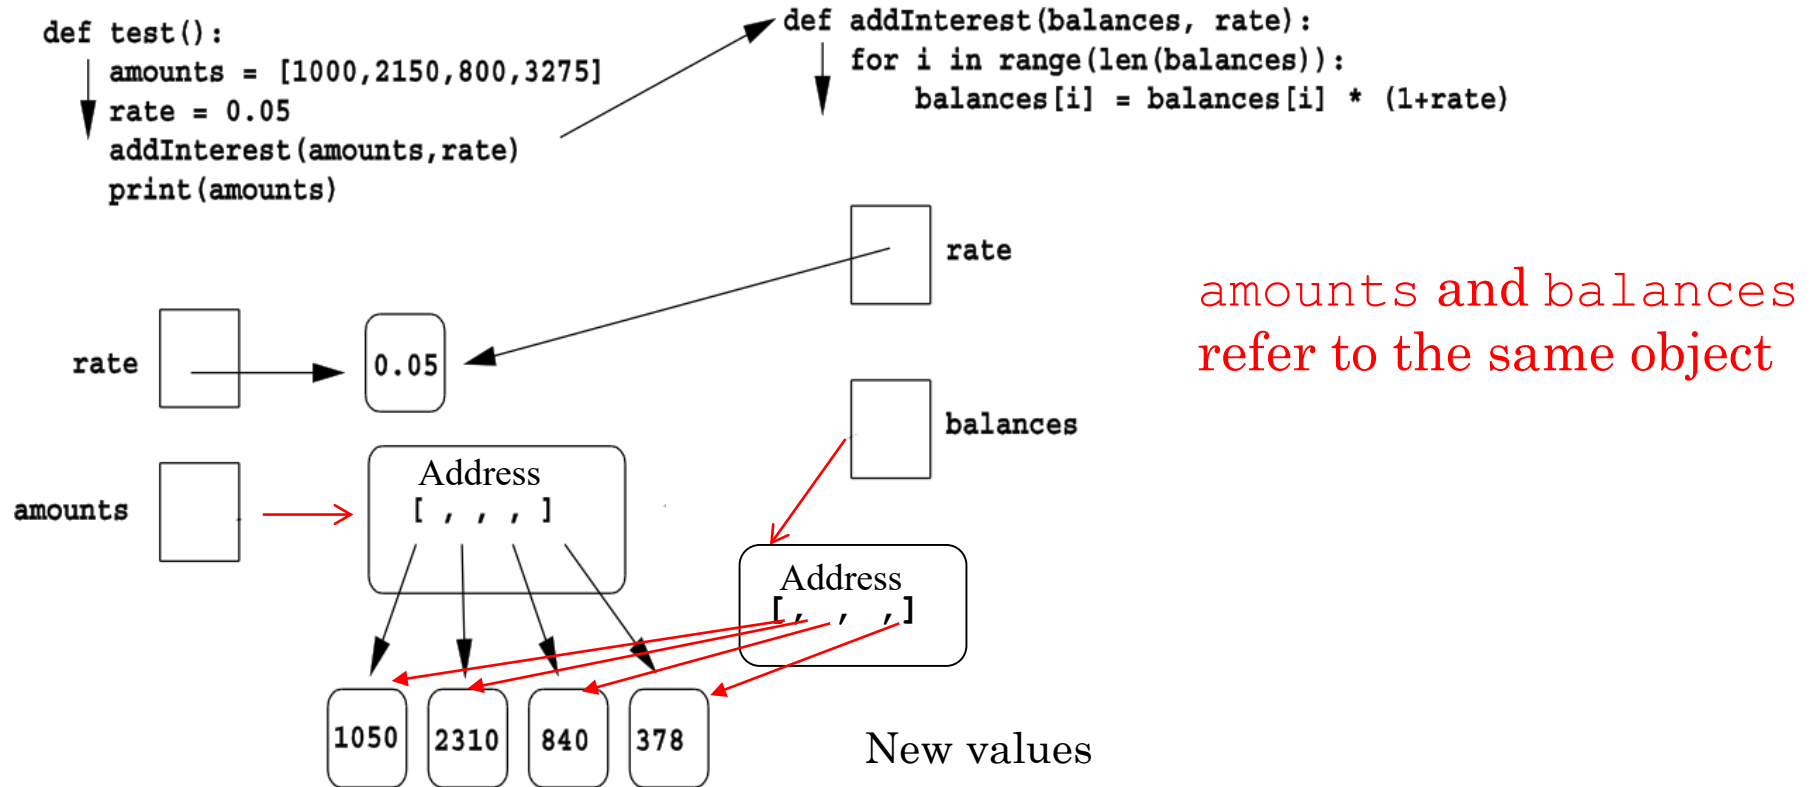 def test():
    amounts = [1000,2150,800,3275]
    rate = 0.05
    addInterest(amounts,rate)
    print(amounts)
def addInterest(balances, rate):
    for i in range(len(balances)):
        balances[i] = balances[i] * (1+rate)
rate
amounts and balances
refer to the same object
rate
0.05
balances
amounts
Address
[ , , , ]
Address
[, , ,]
1050
2310
840
378
New values